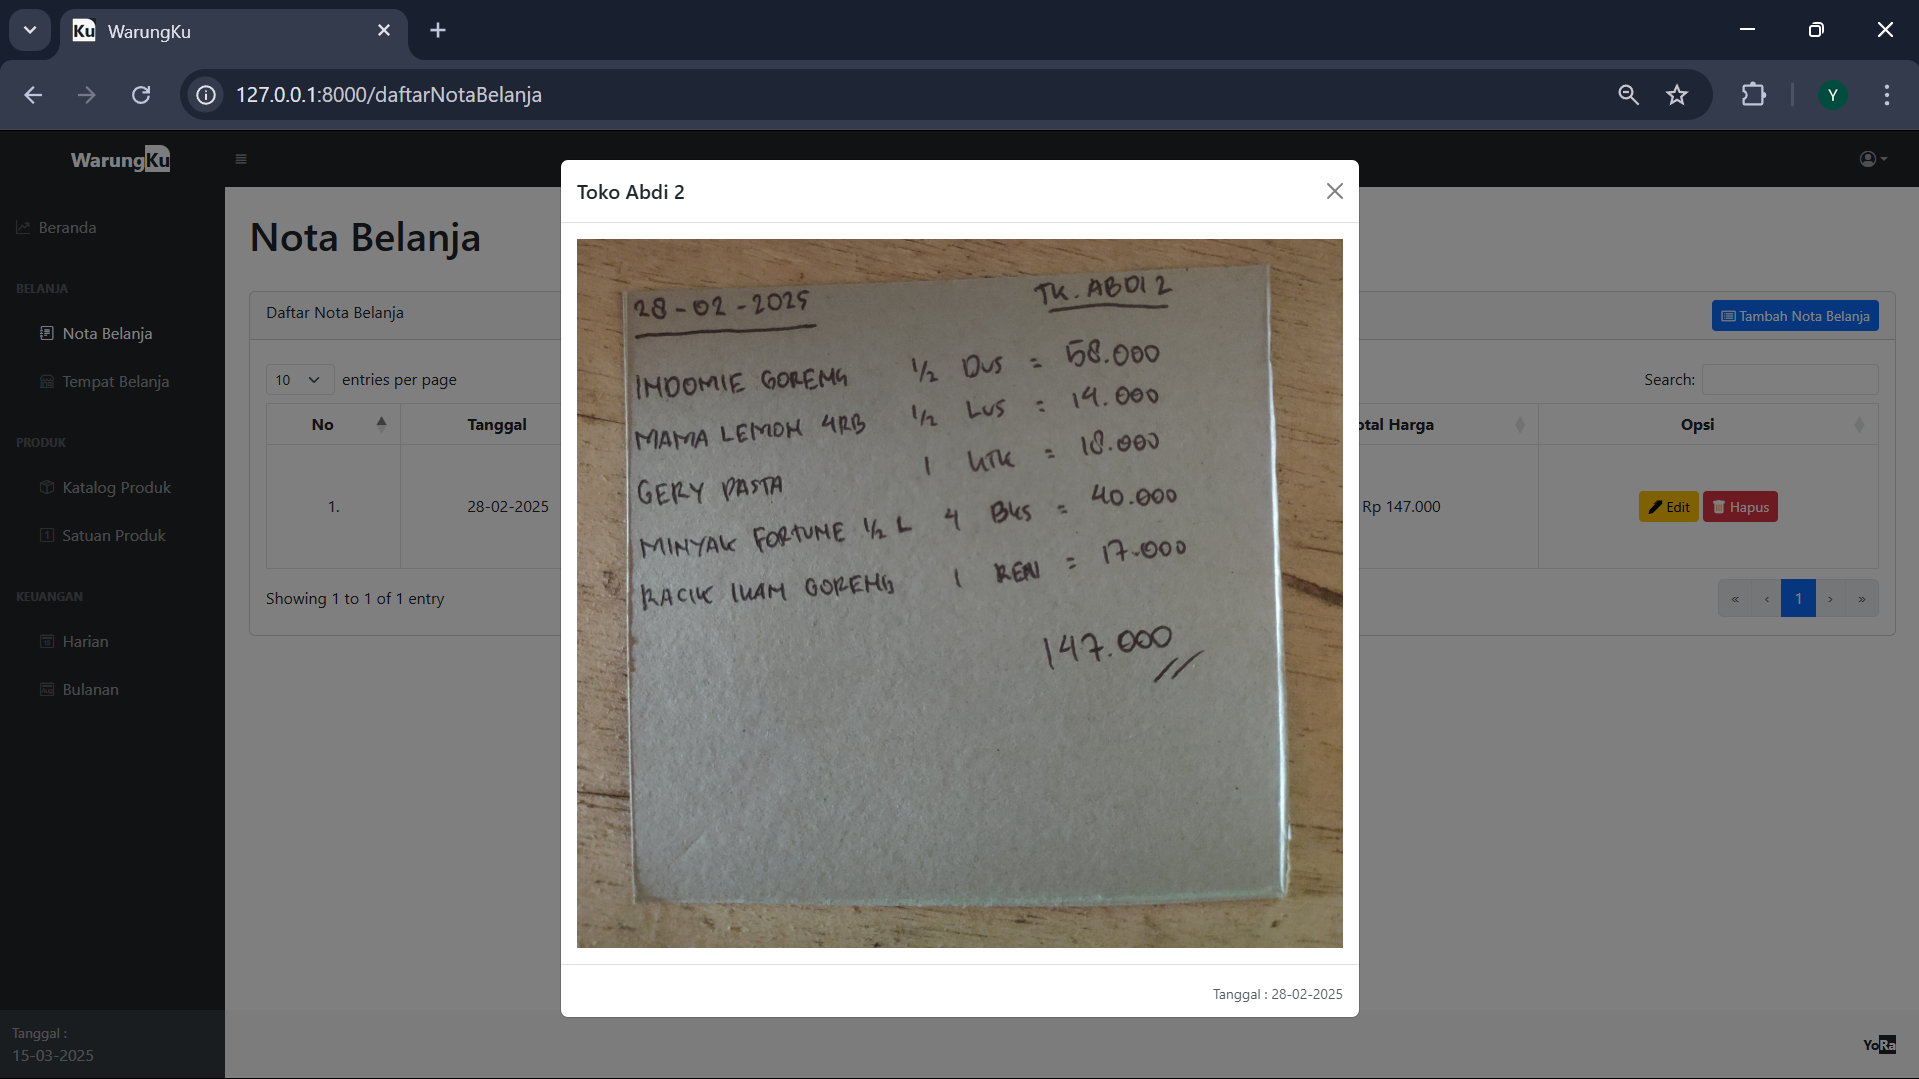 WarungKu
127.0.0.1:8000/daftarNotaBelanja
Y
WarungKu
Beranda
BELANJA
Nota Belanja
Tempat Belanja
PRODUK
Katalog Produk
Satuan Produk
KEUANGAN
Harian
Bulanan
Tanggal :
15-03-2025
Nota Belanja
Daftar Nota Belanja
Tambah Nota Belanja
10 entries per page
Search:
No Tanggal otal Harga Opsi
1. 28-02-2025 Rp 147.000 Edit Hapus
Showing 1 to 1 of 1 entry
« ‹ 1 › »
Toko Abdi 2
28-02-2025 TK. ABDI 2
INDOMIE GORENG 1/2 DUS = 58.000
MAMA LEMON 4RB 1/2 LUS = 14.000
GERY PASTA 1 KTK = 18.000
MINYAK FORTUNE 1/2 L 4 Bks = 40.000
RACIK IKAN GORENG 1 REN = 17.000
147.000
Tanggal : 28-02-2025
YoRa